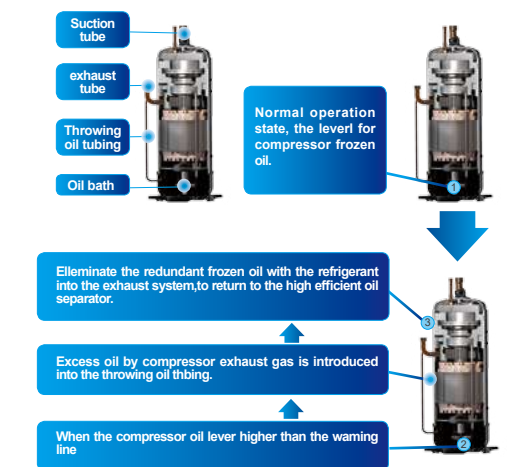 Suction
tube
exhaust
tube
Throwing
oil tubing
Oil bath
Normal operation
state, the leverl for
compressor frozen
oil.
1
Elleminate the redundant frozen oil with the refrigerant
into the exhaust system,to return to the high efficient oil
separator.
3
Excess oil by compressor exhaust gas is introduced
into the throwing oil thbing.
When the compressor oil lever higher than the waming
line
2